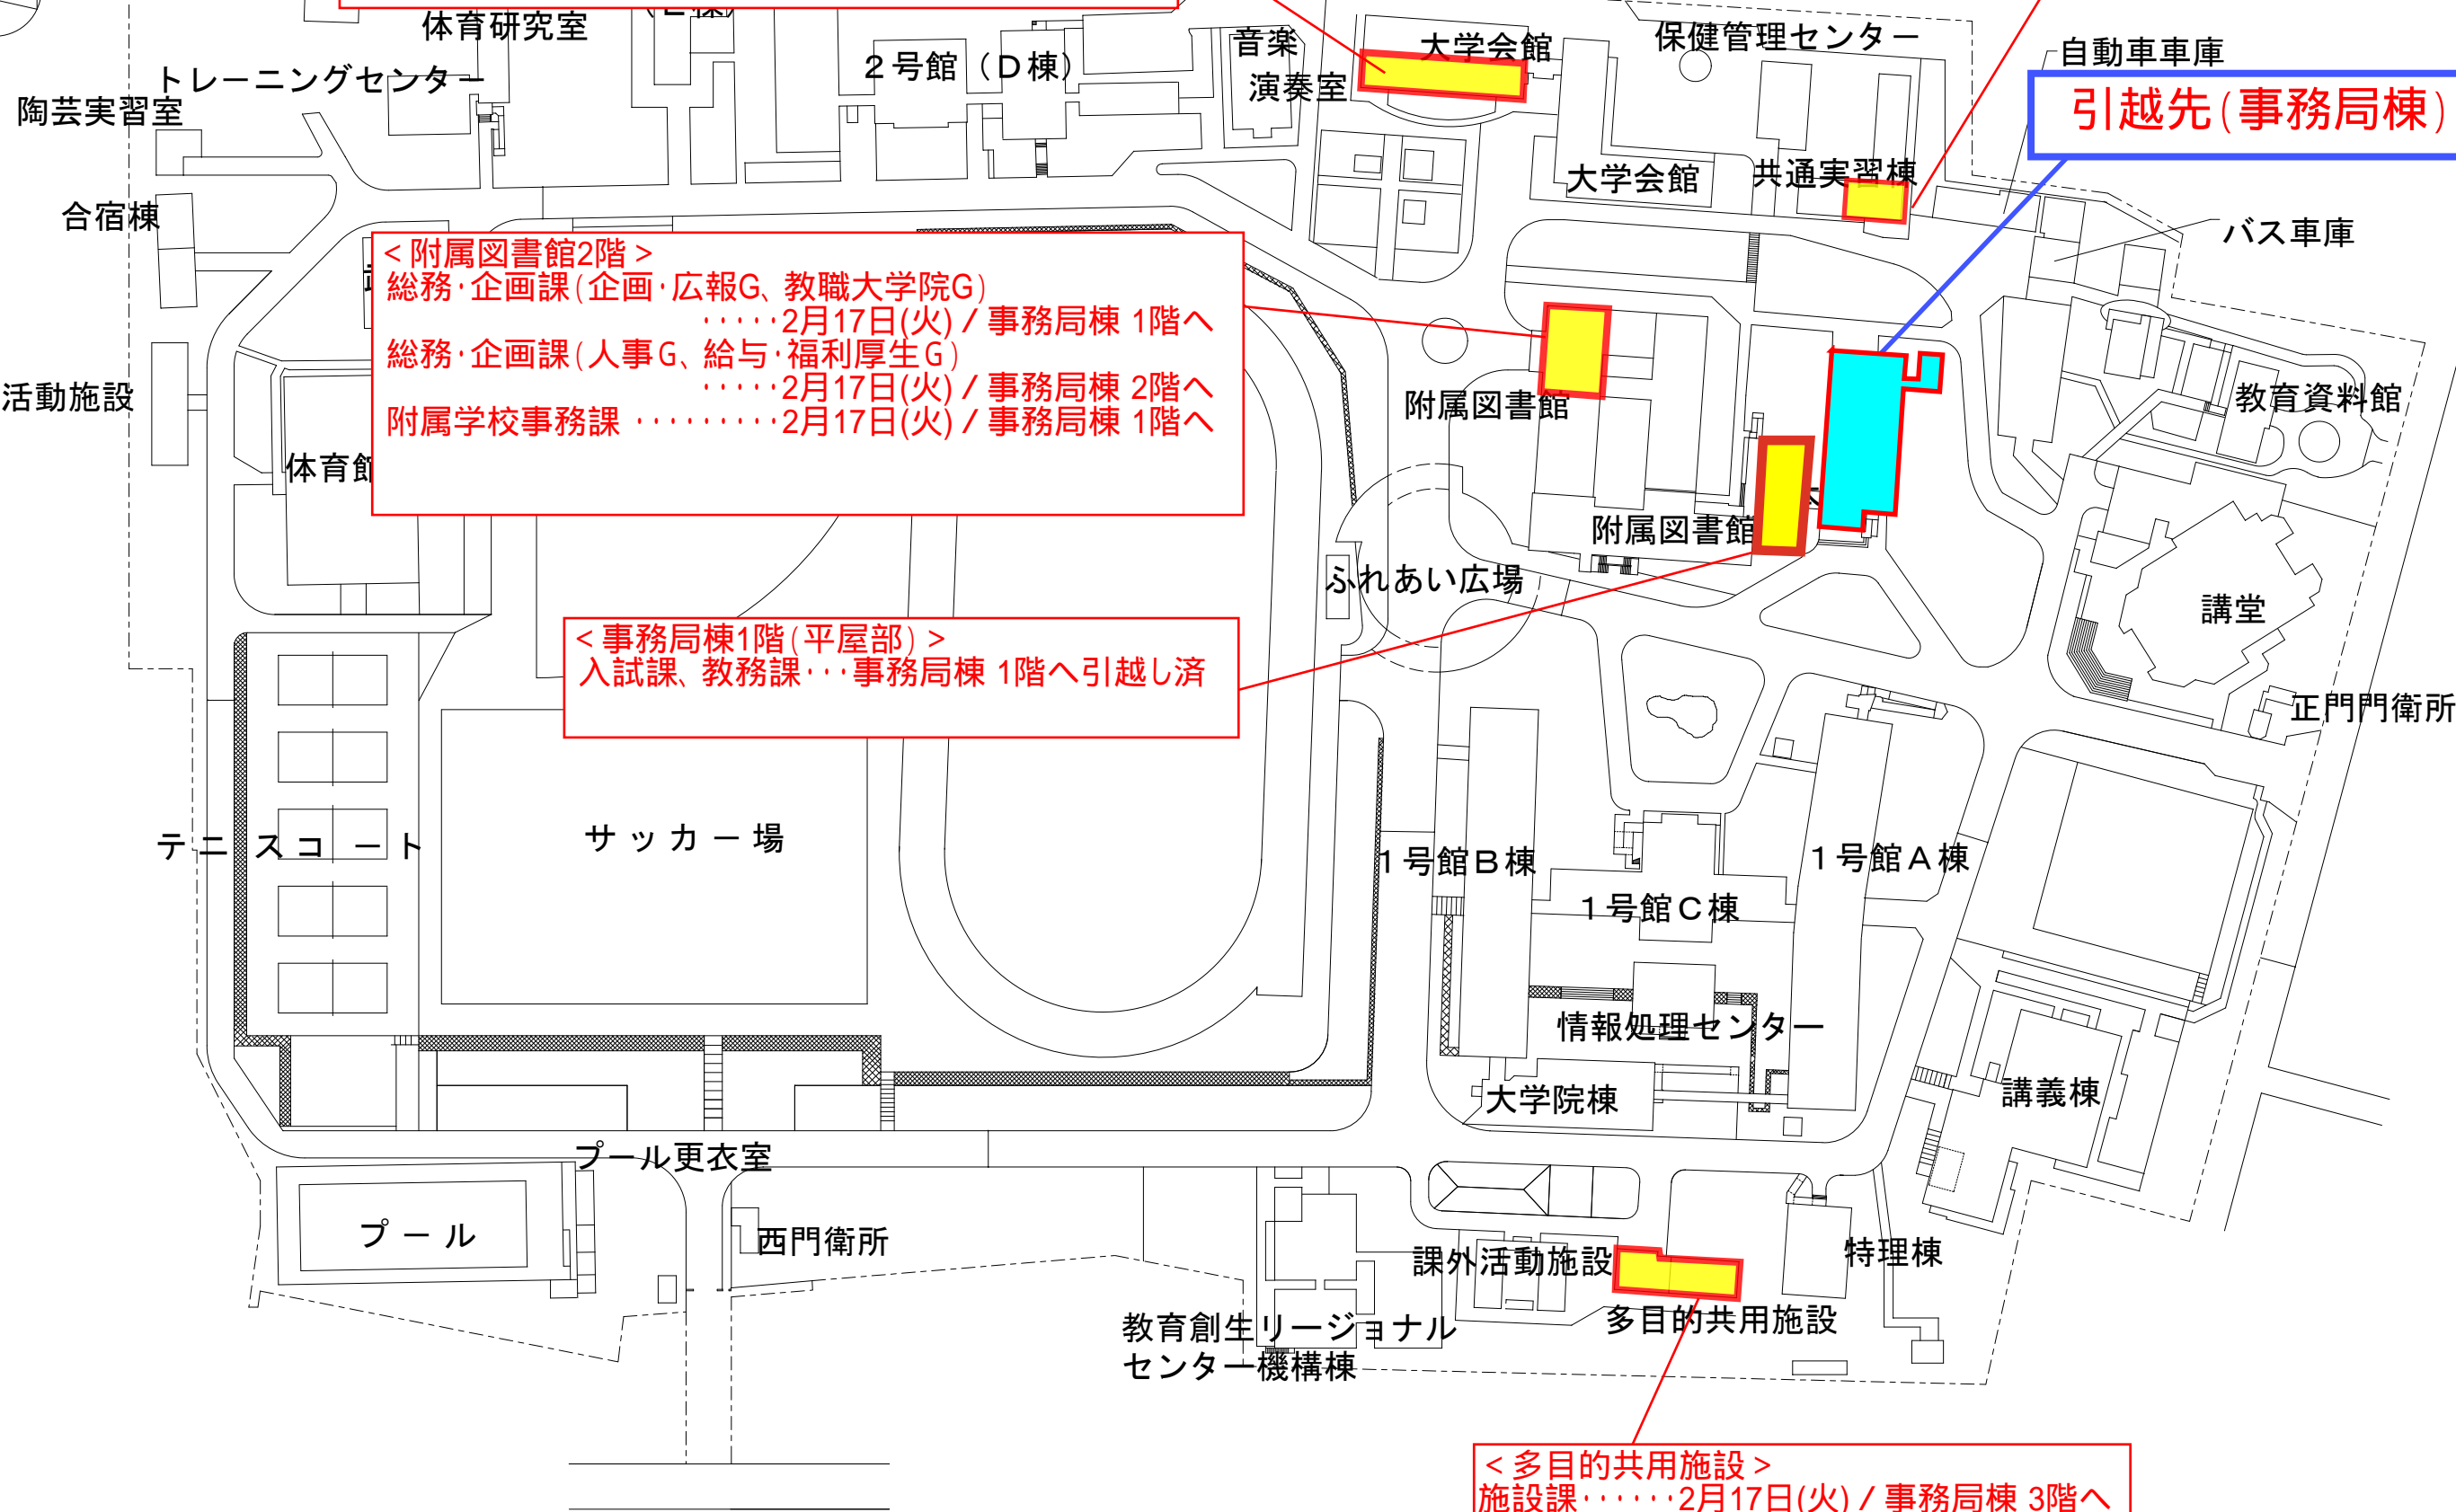 体育研究室
トレーニングセンター
陶芸実習室
合宿棟
活動施設
体育館
2号館（D棟）
音楽
演奏室
大学会館
保健管理センター
自動車車庫
引越先(事務局棟)
大学会館
共通実習棟
バス車庫
＜附属図書館2階＞
総務・企画課(企画・広報G、教職大学院G)
・・・・・2月17日(火) / 事務局棟 1階へ
総務・企画課(人事G、給与・福利厚生G)
・・・・・2月17日(火) / 事務局棟 2階へ
附属学校事務課 ・・・・・・・・・2月17日(火) / 事務局棟 1階へ
附属図書館
教育資料館
附属図書館
ふれあい広場
講堂
＜事務局棟1階(平屋部)＞
入試課、教務課・・・事務局棟 1階へ引越し済
正門門衛所
テニスコート
サッカー場
1号館B棟
1号館A棟
1号館C棟
情報処理センター
大学院棟
講義棟
プール更衣室
プール
西門衛所
課外活動施設
特理棟
多目的共用施設
教育創生リージョナル
センター機構棟
＜多目的共用施設＞
施設課・・・・・・2月17日(火) / 事務局棟 3階へ